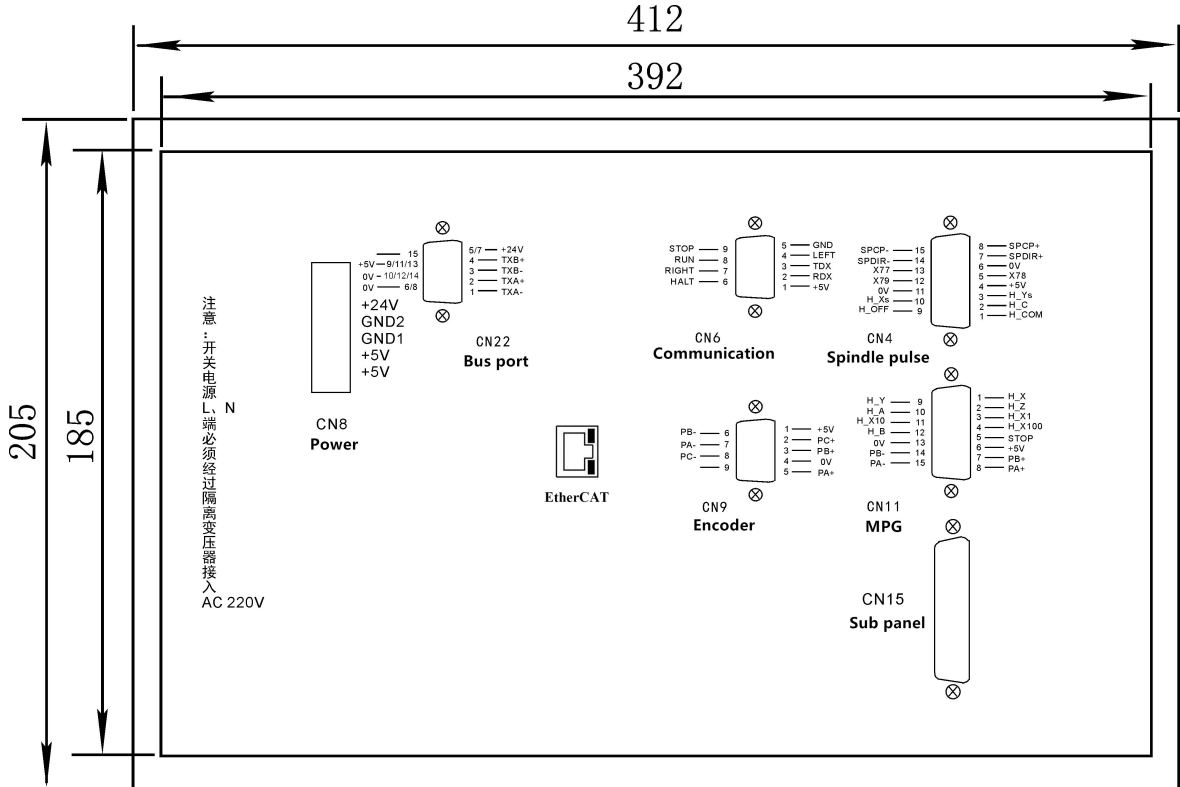 412
392
205
185
注意：开关电源L、N端必须经过隔离变压器接入
AC 220V
+24V
GND2
GND1
+5V
+5V
CN8
Power
15
+5V 9/11/13
0V 10/12/14
0V 6/8
5/7 +24V
4 TXB+
3 TXB-
2 TXA+
1 TXA-
CN22
Bus port
EtherCAT
STOP 9
RUN 8
RIGHT 7
HALT 6
5 GND
4 LEFT
3 TDX
2 RDX
1 +5V
CN6
Communication
SPCP- 15
SPDIR- 14
X77 13
X79 12
0V 11
H_Xs 10
H_OFF 9
8 SPCP+
7 SPDIR+
6 0V
5 X78
4 +5V
3 H_Ys
2 H_C
1 H_COM
CN4
Spindle pulse
PB- 6
PA- 7
PC- 8
9
1 +5V
2 PC+
3 PB+
4 0V
5 PA+
CN9
Encoder
H_Y 9
H_A 10
H_X10 11
H_B 12
0V 13
PB- 14
PA- 15
1 H_X
2 H_Z
3 H_X1
4 H_X100
5 STOP
6 +5V
7 PB+
8 PA+
CN11
MPG
CN15
Sub panel